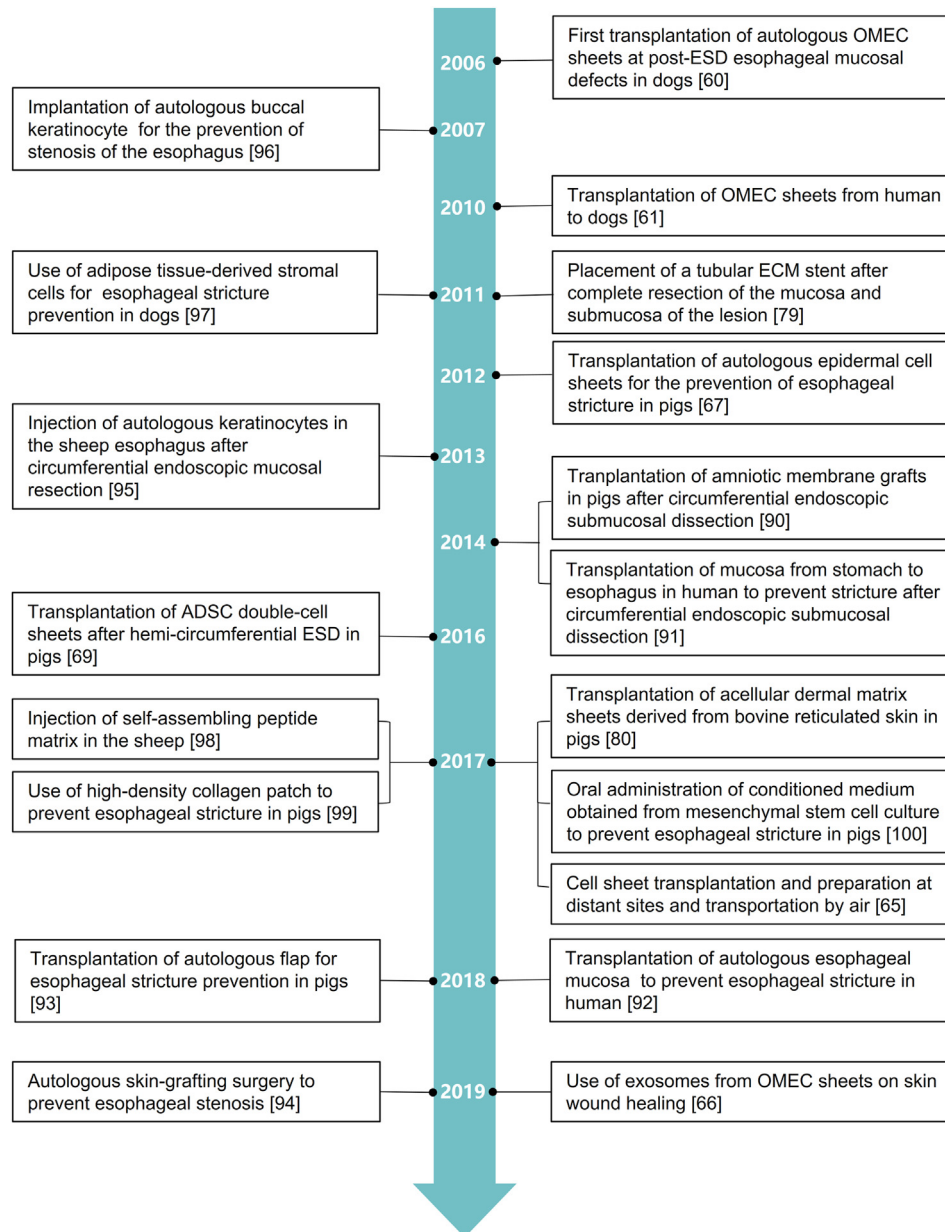 2006
First transplantation of autologous OMEC
sheets at post-ESD esophageal mucosal
defects in dogs [60]
Implantation of autologous buccal
keratinocyte for the prevention of
stenosis of the esophagus [96]
2007
2010
Transplantation of OMEC sheets from human
to dogs [61]
Use of adipose tissue-derived stromal
cells for esophageal stricture
prevention in dogs [97]
2011
Placement of a tubular ECM stent after
complete resection of the mucosa and
submucosa of the lesion [79]
2012
Transplantation of autologous epidermal cell
sheets for the prevention of esophageal
stricture in pigs [67]
Injection of autologous keratinocytes in
the sheep esophagus after
circumferential endoscopic mucosal
resection [95]
2013
2014
Tranplantation of amniotic membrane grafts
in pigs after circumferential endoscopic
submucosal dissection [90]
Transplantation of mucosa from stomach to
esophagus in human to prevent stricture after
circumferential endoscopic submucosal
dissection [91]
Transplantation of ADSC double-cell
sheets after hemi-circumferential ESD in
pigs [69]
2016
Injection of self-assembling peptide
matrix in the sheep [98]
Use of high-density collagen patch to
prevent esophageal stricture in pigs [99]
2017
Transplantation of acellular dermal matrix
sheets derived from bovine reticulated skin in
pigs [80]
Oral administration of conditioned medium
obtained from mesenchymal stem cell culture
to prevent esophageal stricture in pigs [100]
Cell sheet transplantation and preparation at
distant sites and transportation by air [65]
Transplantation of autologous flap for
esophageal stricture prevention in pigs
[93]
2018
Transplantation of autologous esophageal
mucosa to prevent esophageal stricture in
human [92]
Autologous skin-grafting surgery to
prevent esophageal stenosis [94]
2019
Use of exosomes from OMEC sheets on skin
wound healing [66]